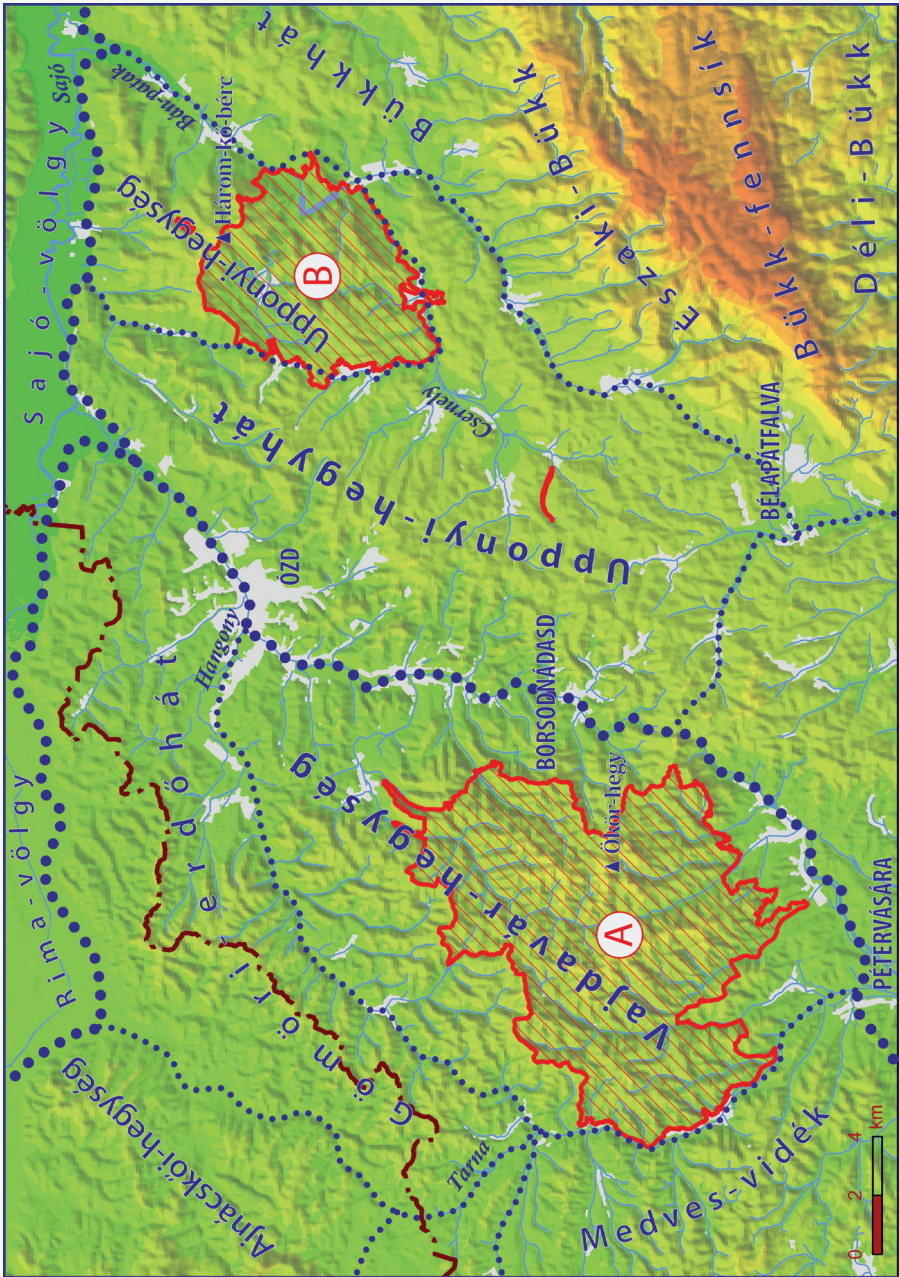 Rima-völgy
Sajó-völgy
Sajó
Ajnácskői-hegység
Gömöri-erdőhát
Hangony
ÓZD
Bán-patak
Három-kő-bérc
Upponyi-hegység
B
Bükkhát
Vajdavár-hegység
Upponyi-hegyhát
Csernely
Északi-Bükk
Tarna
BORSODNÁDASD
Ökör-hegy
A
Bükk-fennsík
BÉLAPÁTFALVA
Medves-vidék
PÉTERVÁSÁRA
Déli-Bükk
0 2 4
km